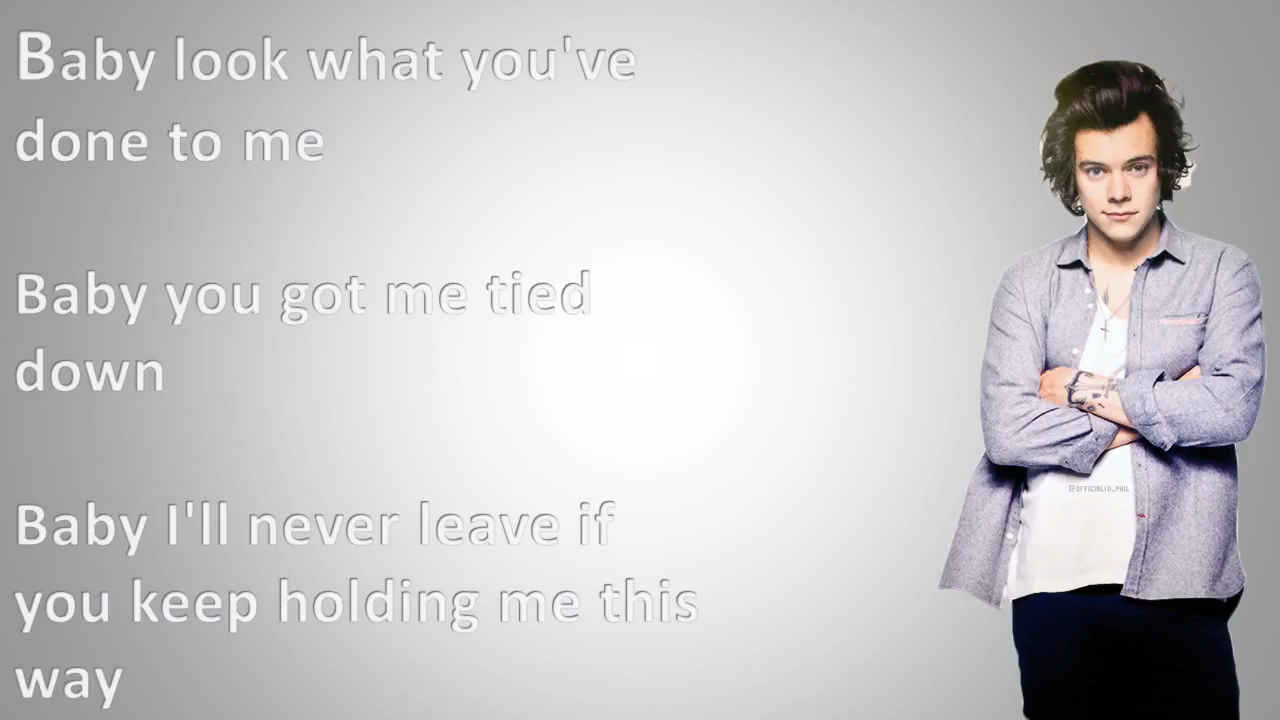 Baby look what you've
done to me
Baby you got me tied
down
Baby I'll never leave if
you keep holding me this
way
@OFFICIAL1D_PHIL